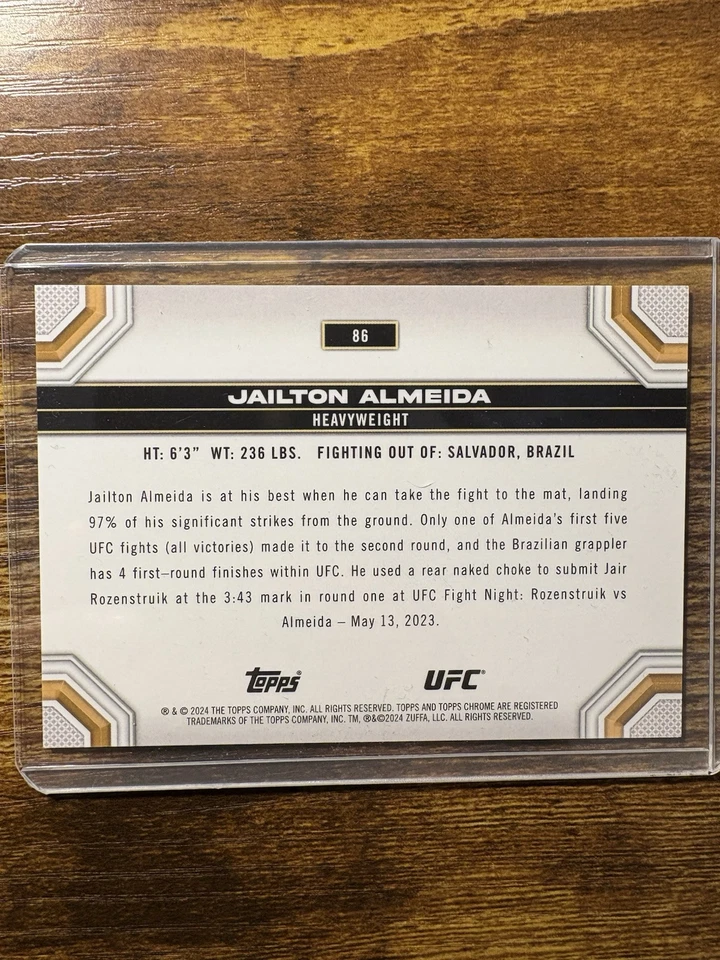 86
JAILTON ALMEIDA
HEAVYWEIGHT
HT: 6'3" WT: 236 LBS. FIGHTING OUT OF: SALVADOR, BRAZIL
Jailton Almeida is at his best when he can take the fight to the mat, landing
97% of his significant strikes from the ground. Only one of Almeida's first five
UFC fights (all victories) made it to the second round, and the Brazilian grappler
has 4 first–round finishes within UFC. He used a rear naked choke to submit Jair
Rozenstruik at the 3:43 mark in round one at UFC Fight Night: Rozenstruik vs
Almeida – May 13, 2023.
Topps® UFC®
® & © 2024 THE TOPPS COMPANY, INC. ALL RIGHTS RESERVED. TOPPS AND TOPPS CHROME ARE REGISTERED
TRADEMARKS OF THE TOPPS COMPANY, INC. TM, ®&©2024 ZUFFA, LLC. ALL RIGHTS RESERVED.